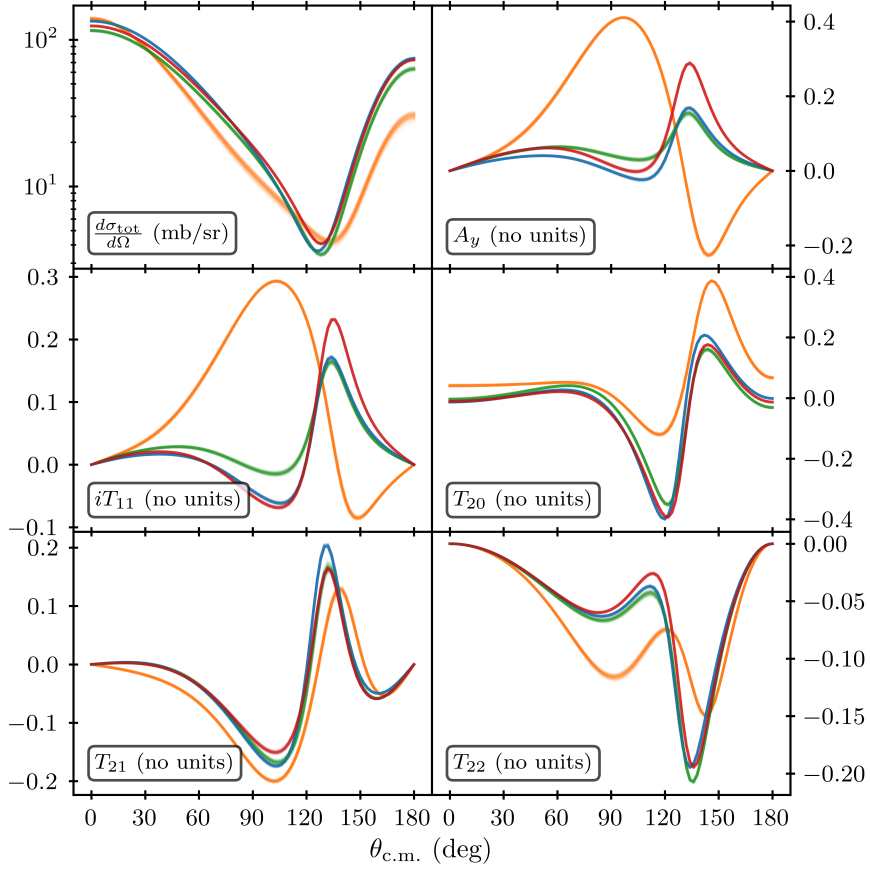 10² 0.4
0.2
10¹ 0.0
dσ_tot/dΩ (mb/sr) A_y (no units) −0.2
0.3 0.4
0.2 0.2
0.1 0.0
0.0 −0.2
iT₁₁ (no units) T₂₀ (no units)
−0.1 −0.4
0.2 0.00
0.1 −0.05
0.0 −0.10
−0.1 −0.15
T₂₁ (no units) T₂₂ (no units)
−0.2 −0.20
0 30 60 90 120 150 180 0 30 60 90 120 150 180
θ_c.m. (deg)